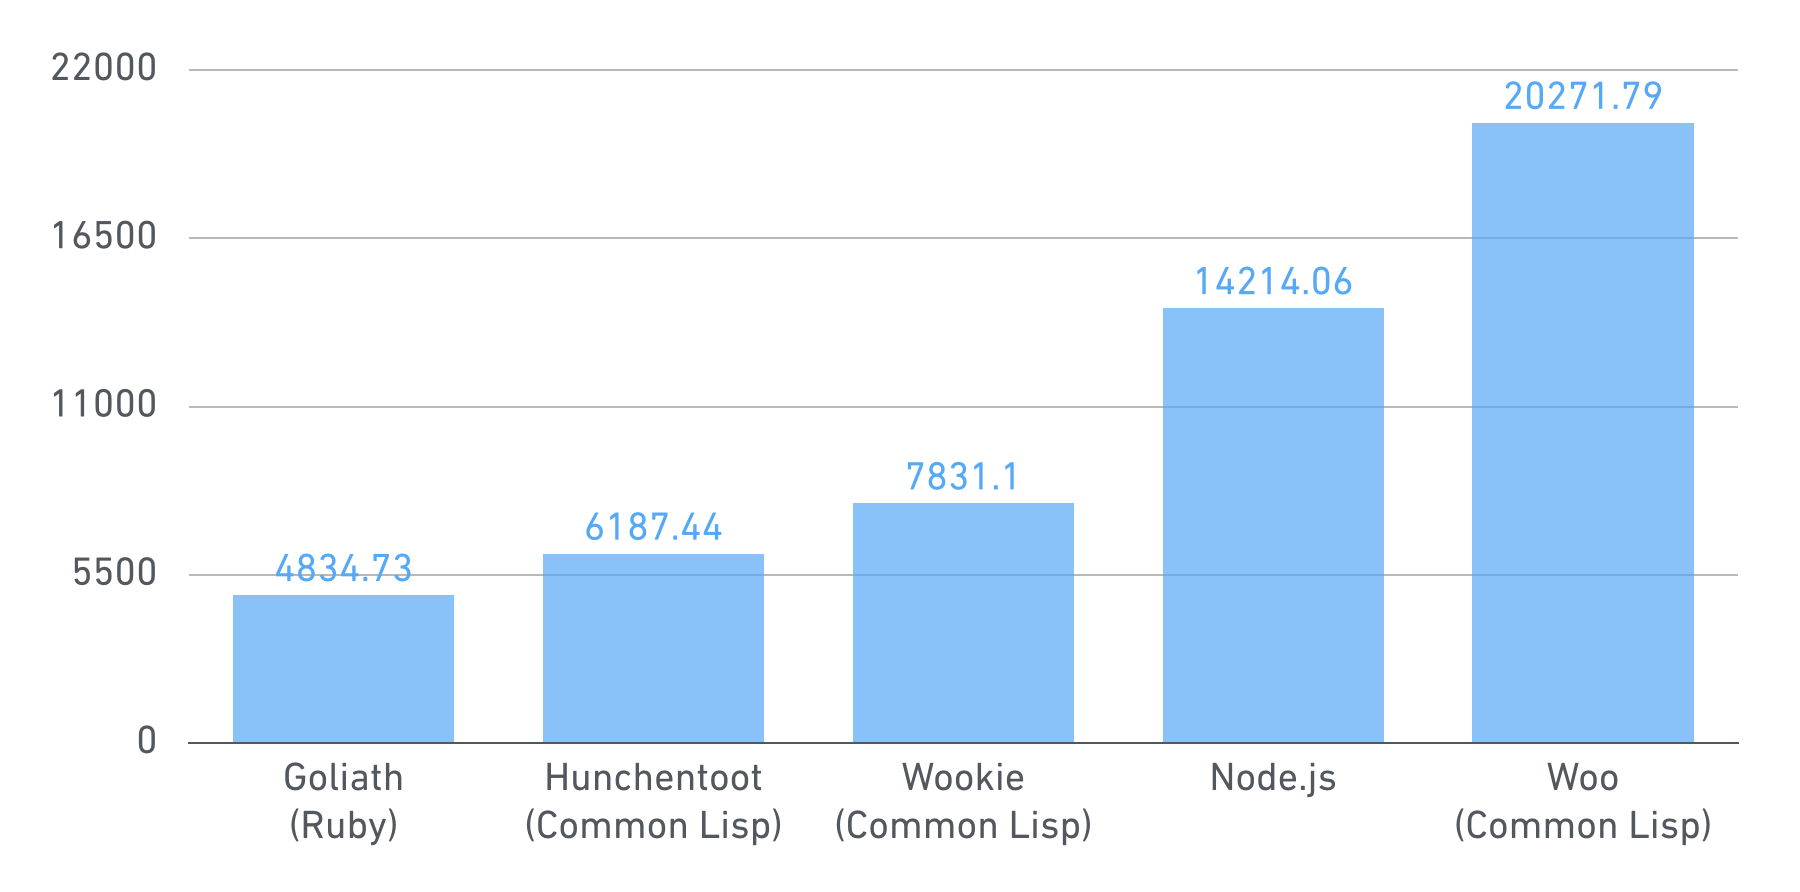 22000
20271.79
16500
14214.06
11000
7831.1
6187.44
5500
4834.73
0
Goliath
(Ruby)
Hunchentoot
(Common Lisp)
Wookie
(Common Lisp)
Node.js
Woo
(Common Lisp)